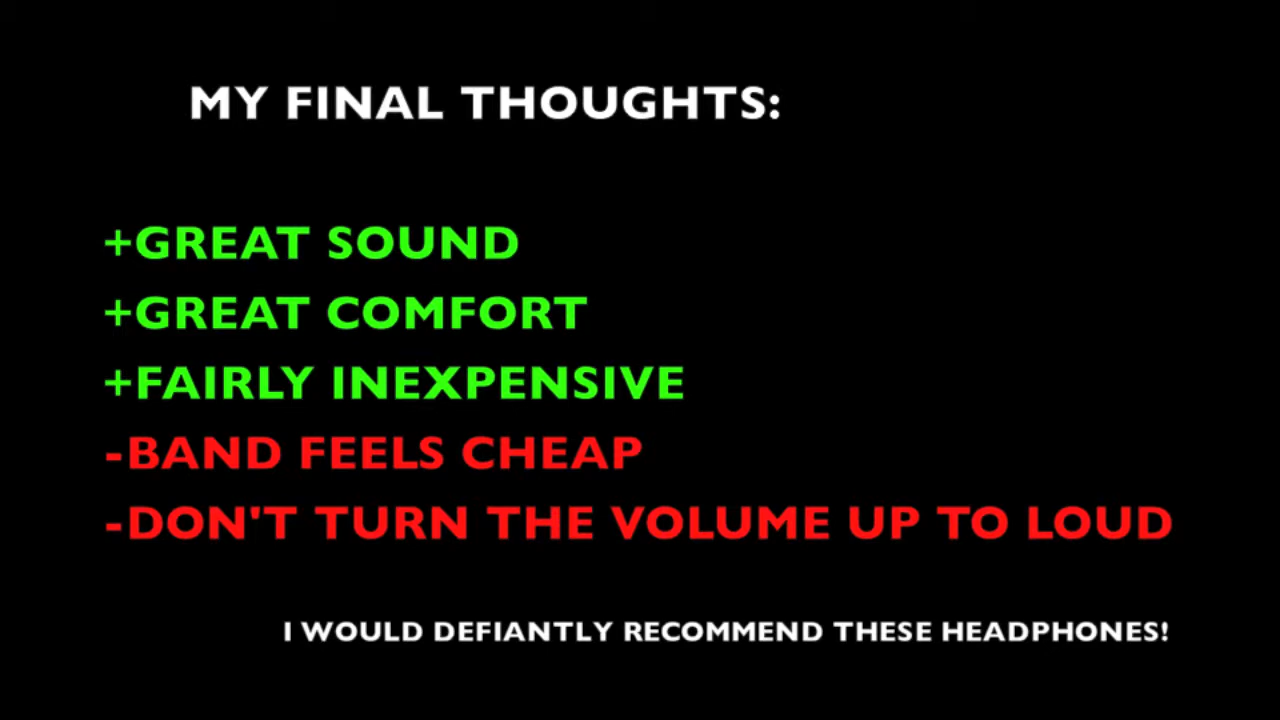 MY FINAL THOUGHTS:
+GREAT SOUND
+GREAT COMFORT
+FAIRLY INEXPENSIVE
-BAND FEELS CHEAP
-DON'T TURN THE VOLUME UP TO LOUD
I WOULD DEFIANTLY RECOMMEND THESE HEADPHONES!